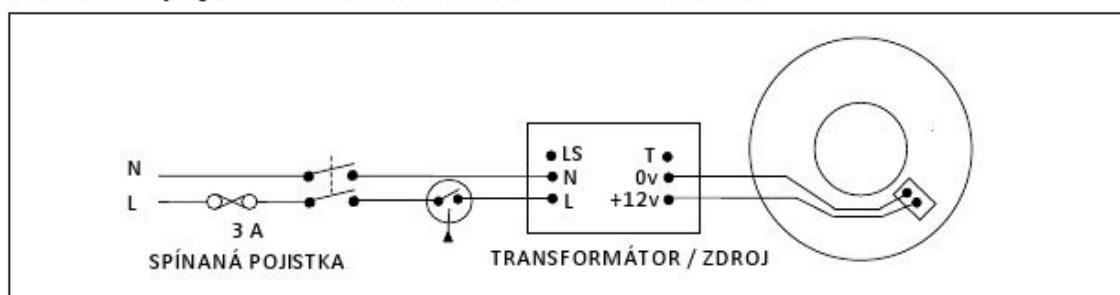 LS T
N N 0v
L L +12v
3 A
SPÍNANÁ POJISTKA TRANSFORMÁTOR / ZDROJ